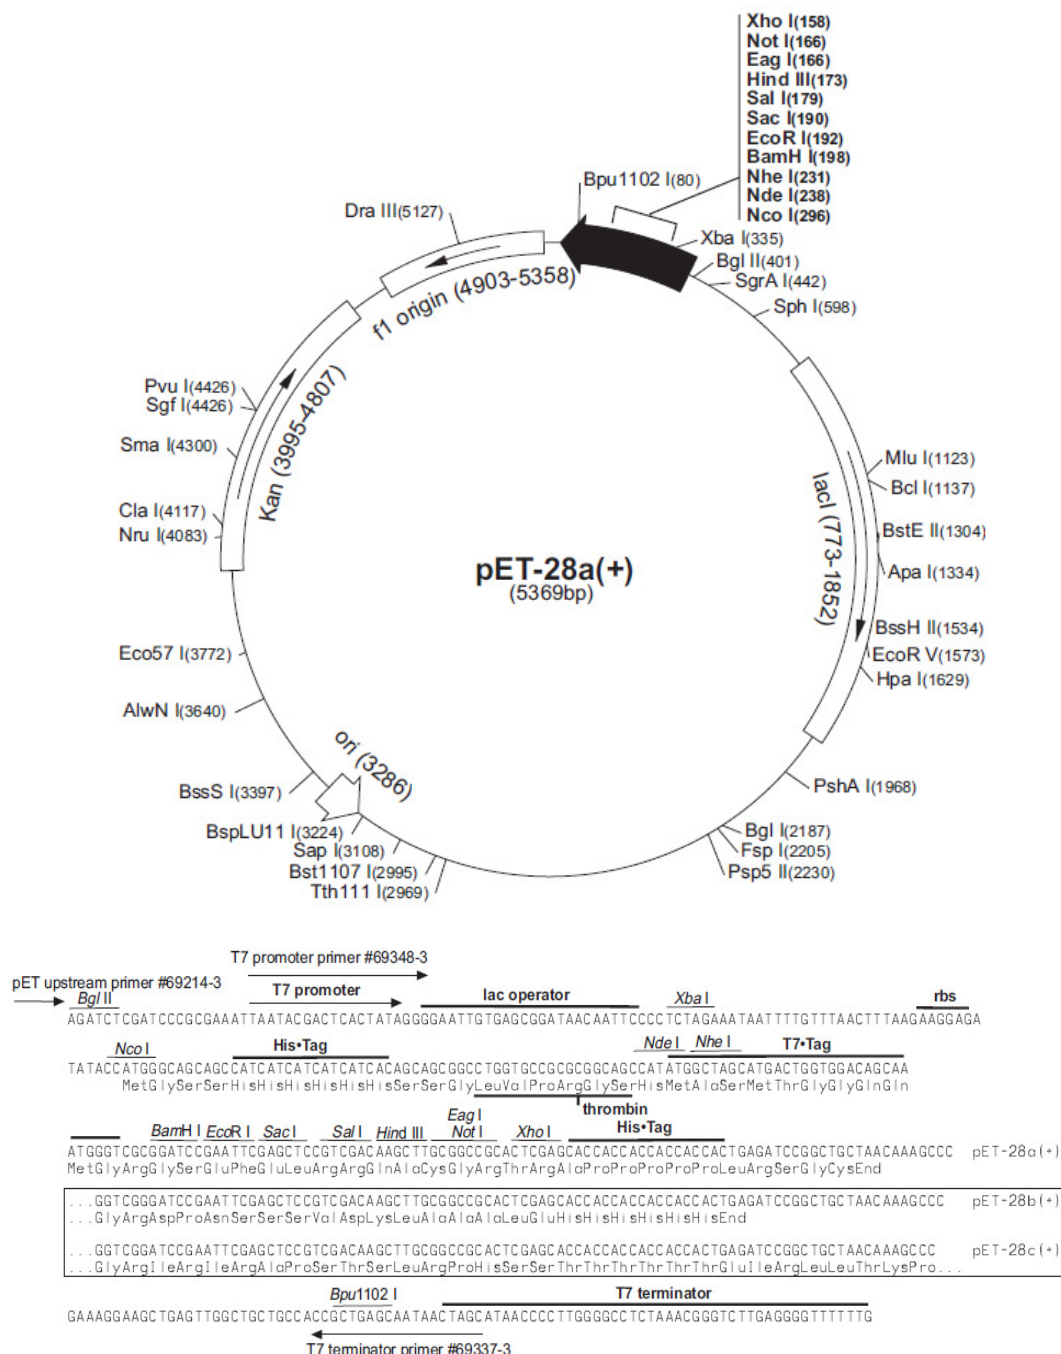 Xho I(158)
Not I(166)
Eag I(166)
Hind III(173)
Sal I(179)
Sac I(190)
EcoR I(192)
BamH I(198)
Nhe I(231)
Nde I(238)
Nco I(296)
Bpu1102 I(80)
Dra III(5127)
Xba I(335)
Bgl II(401)
SgrA I(442)
Sph I(598)
f1 origin (4903-5358)
Pvu I(4426)
Sgf I(4426)
Sma I(4300)
Cla I(4117)
Nru I(4083)
Kan (3995-4807)
lacI (773-1852)
Mlu I(1123)
Bcl I(1137)
BstE II(1304)
Apa I(1334)
BssH II(1534)
EcoR V(1573)
Hpa I(1629)
pET-28a(+)
(5369bp)
Eco57 I(3772)
AlwN I(3640)
ori (3286)
BssS I(3397)
BspLU11 I(3224)
Sap I(3108)
Bst1107 I(2995)
Tth111 I(2969)
PshA I(1968)
Bgl I(2187)
Fsp I(2205)
Psp5 II(2230)
T7 promoter primer #69348-3
pET upstream primer #69214-3
Bgl II T7 promoter lac operator Xba I rbs
AGATCTCGATCCCGCGAAATTAATACGACTCACTATAGGGGAATTGTGAGCGGATAACAATTCCCCTCTAGAAATAATTTTGTTTAACTTTAAGAAGGAGA
Nco I His•Tag Nde I Nhe I T7•Tag
TATACCATGGGCAGCAGCCATCATCATCATCATCACAGCAGCGGCCTGGTGCCGCGCGGCAGCCATATGGCTAGCATGACTGGTGGACAGCAA
MetGlySerSerHisHisHisHisHisHisSerSerGlyLeuValProArgGlySerHisMetAlaSerMetThrGlyGlyGlnGln
thrombin
BamH I EcoR I Sac I Sal I Hind III Eag I Not I Xho I His•Tag
ATGGGTCGCGGATCCGAATTCGAGCTCCGTCGACAAGCTTGCGGCCGCACTCGAGCACCACCACCACCACCACTGAGATCCGGCTGCTAACAAAGCCC pET-28a(+)
MetGlyArgGlySerGluPheGluLeuArgArgGlnAlaCysGlyArgThrArgAlaProProProProProLeuArgSerGlyCysEnd
...GGTCGGGATCCGAATTCGAGCTCCGTCGACAAGCTTGCGGCCGCACTCGAGCACCACCACCACCACCACTGAGATCCGGCTGCTAACAAAGCCC pET-28b(+)
...GlyArgAspProAsnSerSerSerValAspLysLeuAlaAlaAlaLeuGluHisHisHisHisHisHisEnd
...GGTCGGATCCGAATTCGAGCTCCGTCGACAAGCTTGCGGCCGCACTCGAGCACCACCACCACCACCACTGAGATCCGGCTGCTAACAAAGCCC pET-28c(+)
...GlyArgIleArgIleArgAlaProSerThrSerLeuArgProHisSerSerThrThrThrThrThrThrGluIleArgLeuLeuThrLysPro...
Bpu1102 I T7 terminator
GAAAGGAAGCTGAGTTGGCTGCTGCCACCGCTGAGCAATAACTAGCATAACCCCTTGGGGCCTCTAAACGGGTCTTGAGGGGTTTTTTG
T7 terminator primer #69337-3